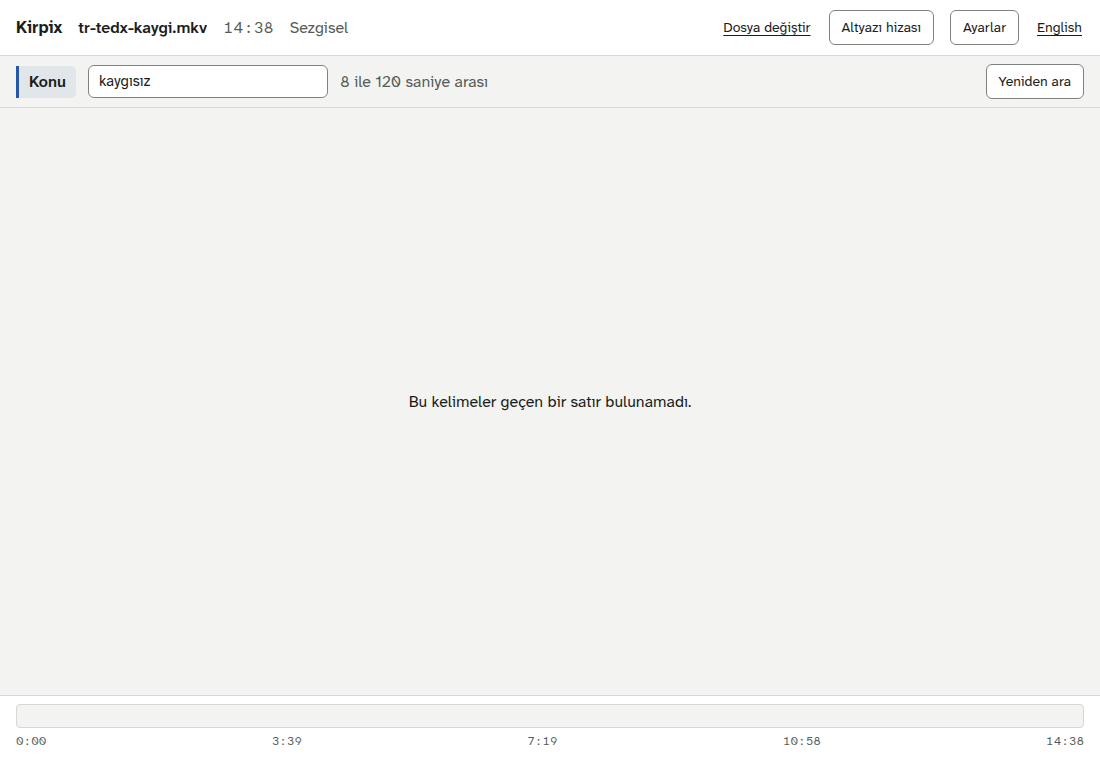 Kirpix tr-tedx-kaygi.mkv 14:38 Sezgisel Dosya değiştir Altyazı hizası Ayarlar English
Konu kaygısız 8 ile 120 saniye arası Yeniden ara
Bu kelimeler geçen bir satır bulunamadı.
0:00 3:39 7:19 10:58 14:38